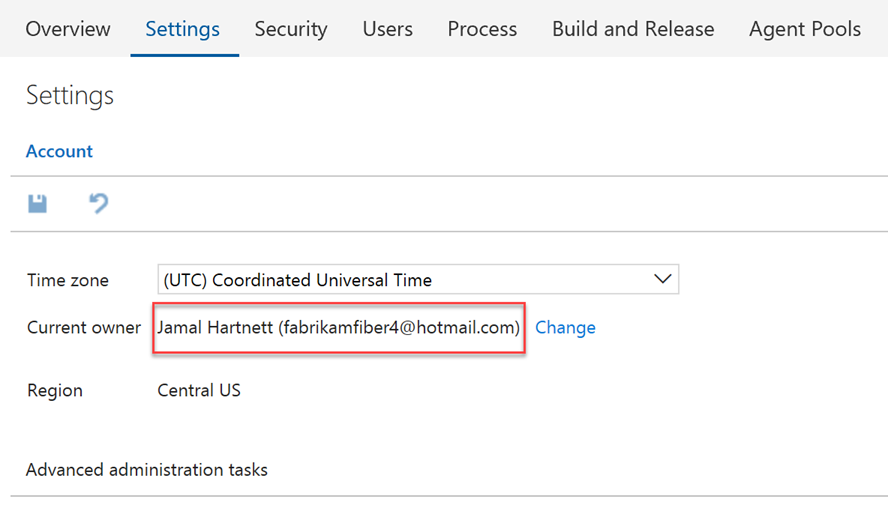 Overview Settings Security Users Process Build and Release Agent Pools
Settings
Account
Time zone (UTC) Coordinated Universal Time
Current owner Jamal Hartnett (fabrikamfiber4@hotmail.com) Change
Region Central US
Advanced administration tasks